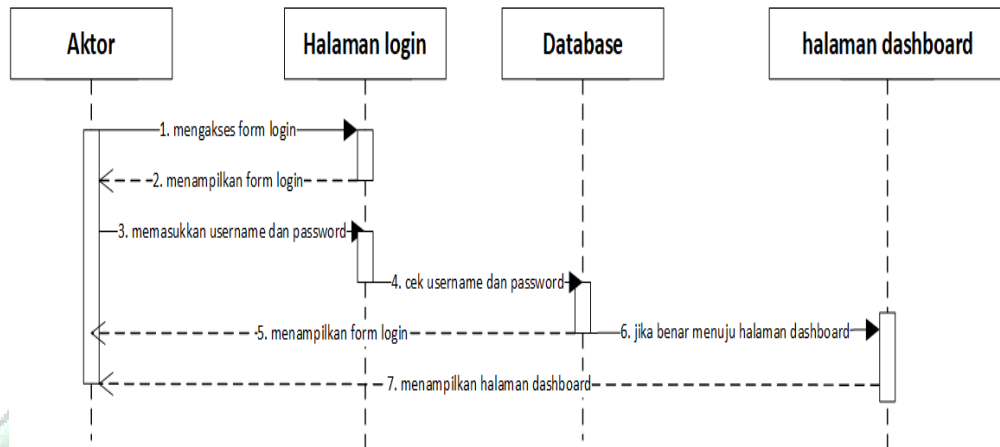 Aktor
Halaman login
Database
halaman dashboard
1. mengakses form login
2. menampilkan form login
3. memasukkan username dan password
4. cek username dan password
5. menampilkan form login
6. jika benar menuju halaman dashboard
7. menampilkan halaman dashboard